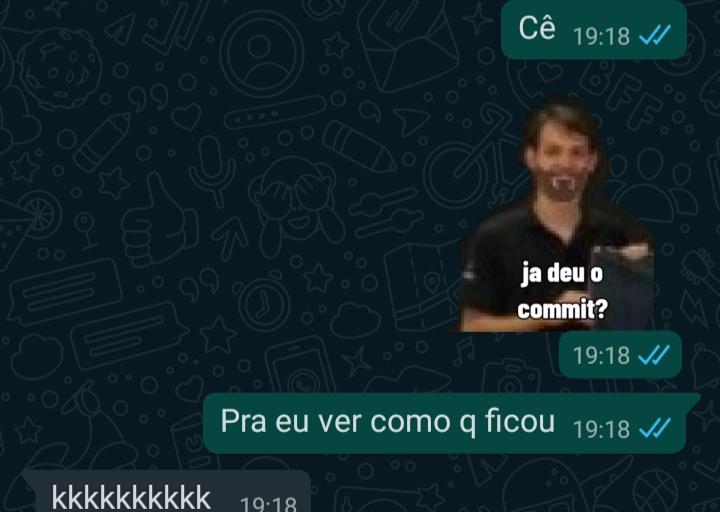 Cê 19:18
ja deu o
commit?
19:18
Pra eu ver como q ficou 19:18
kkkkkkkkkk 19:18